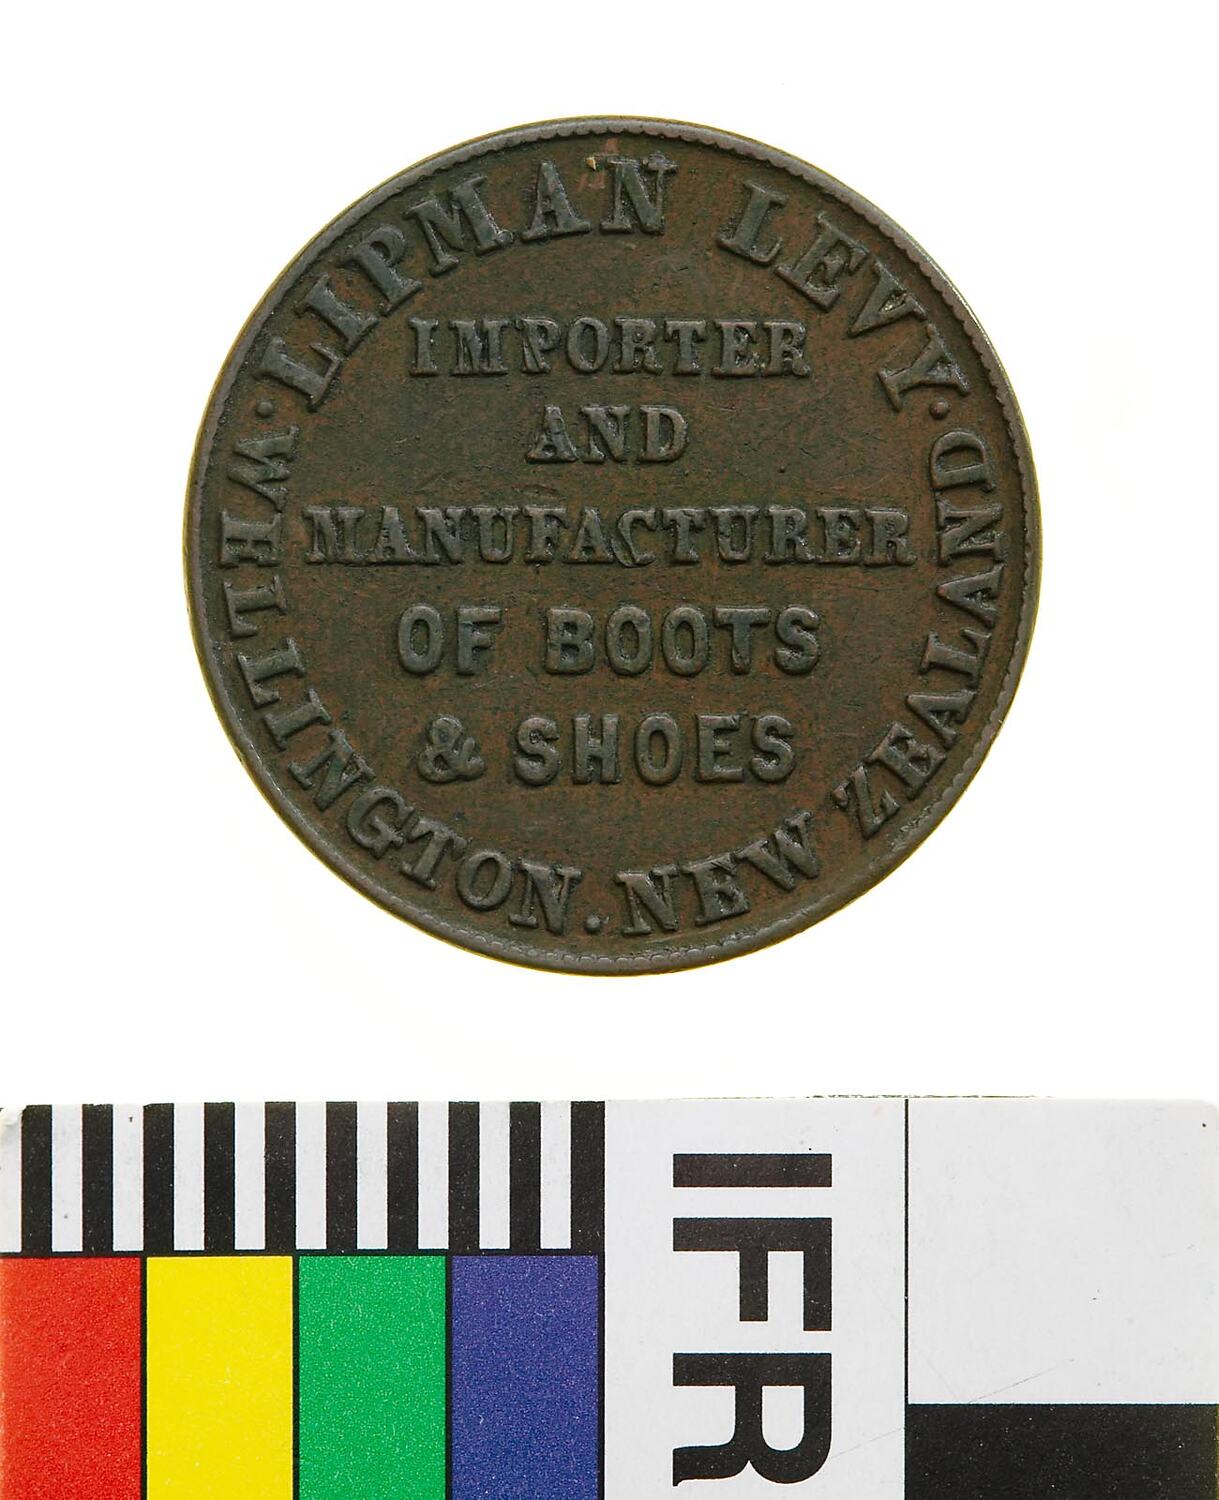 · LIPMAN LEVY ·
IMPORTER
AND
MANUFACTURER
OF BOOTS
& SHOES
WELLINGTON . NEW ZEALAND
IFR